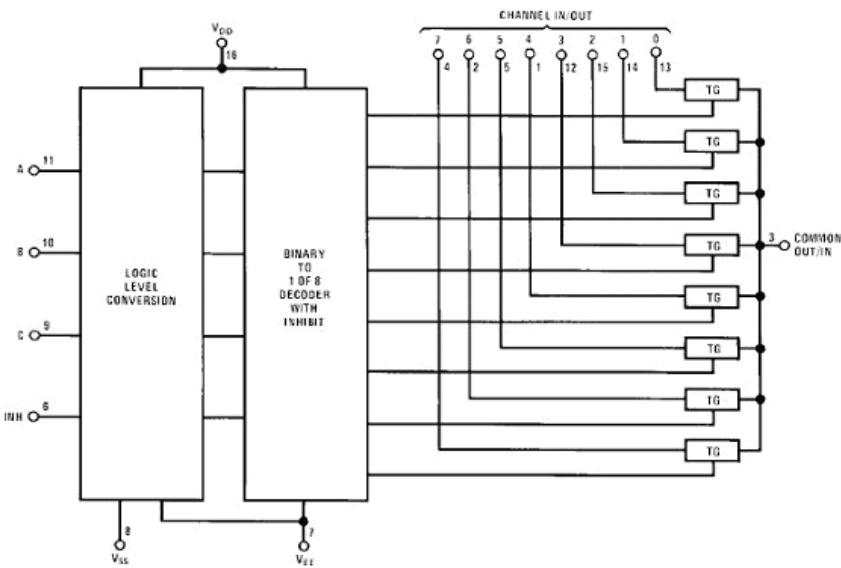 CHANNEL IN/OUT
VDD
7 6 5 4 3 2 1 0
16
4 2 5 1 12 15 14 13
TG
TG
A 11
TG
B 10
TG
3 COMMON
OUT/IN
LOGIC
LEVEL
CONVERSION
BINARY
TO
1 OF 8
DECODER
WITH
INHIBIT
TG
C 9
TG
INH 6
TG
TG
8
VSS
7
VEE